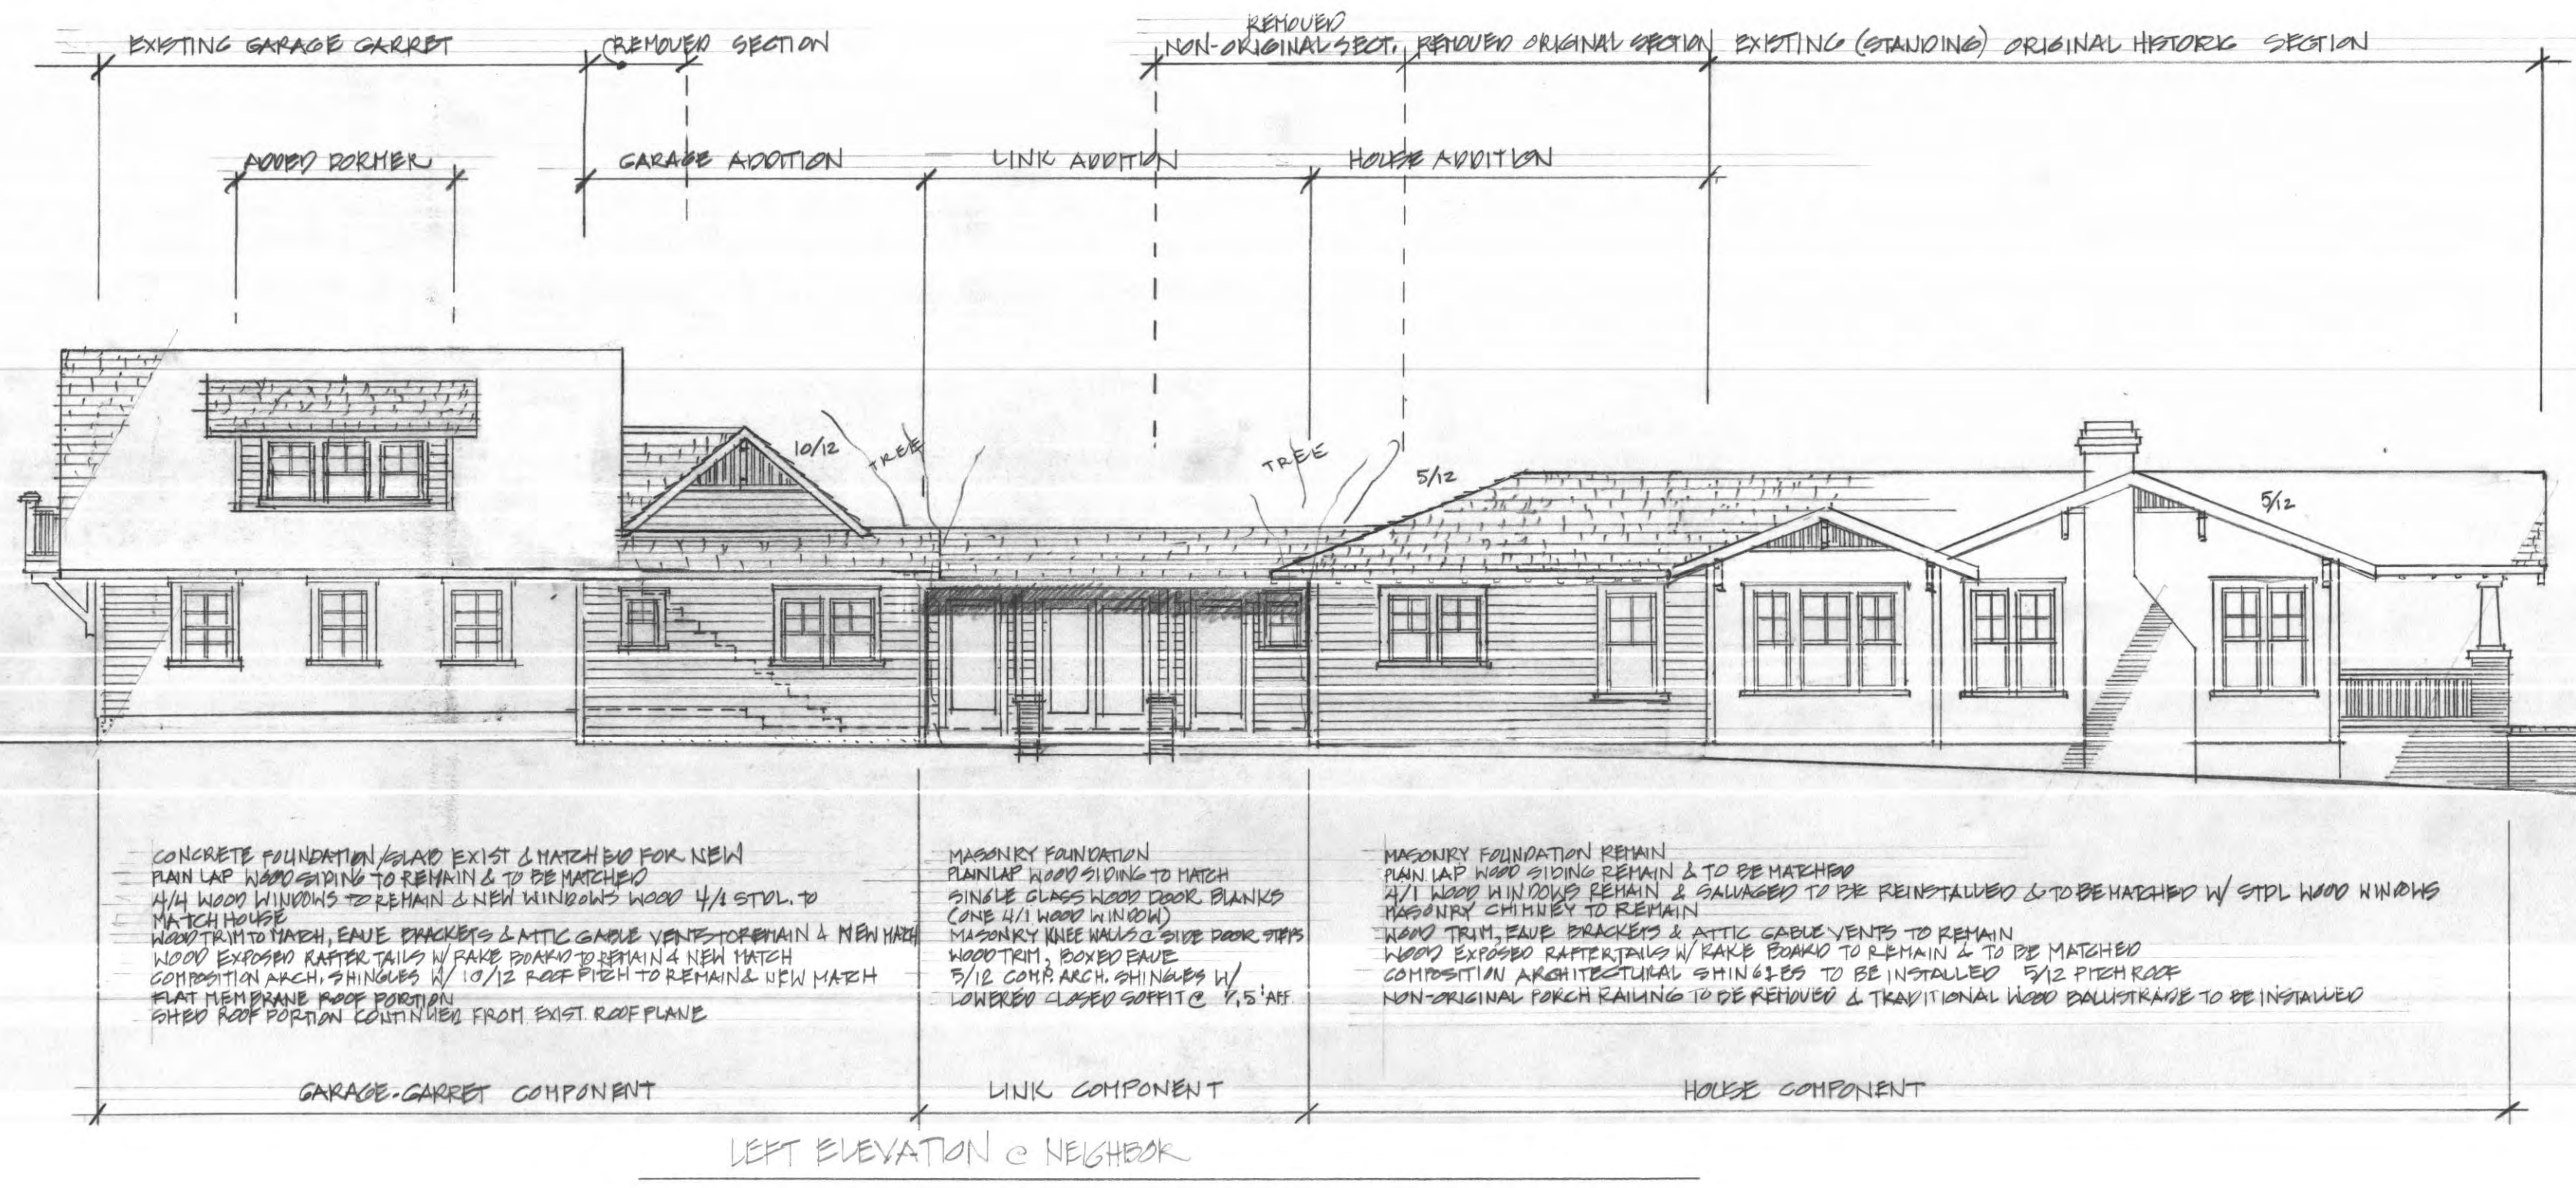 EXISTING GARAGE GARRET
REMOVED SECTION
REMOVED
NON-ORIGINAL SECT.
REMOVED ORIGINAL SECTION
EXISTING (STANDING) ORIGINAL HISTORIC SECTION
ADDED DORMER
GARAGE ADDITION
LINK ADDITION
HOUSE ADDITION
10/12
TREE
TREE
5/12
5/12
CONCRETE FOUNDATION/SLAB EXIST & MATCHED FOR NEW
PLAIN LAP WOOD SIDING TO REMAIN & TO BE MATCHED
4/4 WOOD WINDOWS TO REMAIN & NEW WINDOWS WOOD 4/1 STDL. TO
MATCH HOUSE
WOOD TRIM TO MATCH, EAVE BRACKETS & ATTIC GABLE VENTS TO REMAIN & NEW MATCH
WOOD EXPOSED RAFTER TAILS W/ RAKE BOARD TO REMAIN & NEW MATCH
COMPOSITION ARCH. SHINGLES W/ 10/12 ROOF PITCH TO REMAIN & NEW MATCH
FLAT MEMBRANE ROOF PORTION
SHED ROOF PORTION CONTINUED FROM EXIST. ROOF PLANE
MASONRY FOUNDATION
PLAIN LAP WOOD SIDING TO MATCH
SINGLE GLASS WOOD DOOR BLANKS
(ONE 4/1 WOOD WINDOW)
MASONRY KNEE WALLS @ SIDE DOOR STEPS
WOOD TRIM, BOXED EAVE
5/12 COMP. ARCH. SHINGLES W/
LOWERED CLOSED SOFFIT @ 7.5' AFF
MASONRY FOUNDATION REMAIN
PLAIN LAP WOOD SIDING REMAIN & TO BE MATCHED
4/1 WOOD WINDOWS REMAIN & SALVAGED TO BE REINSTALLED & TO BE MATCHED W/ STDL WOOD WINDOWS
MASONRY CHIMNEY TO REMAIN
WOOD TRIM, EAVE BRACKETS & ATTIC GABLE VENTS TO REMAIN
WOOD EXPOSED RAFTERTAILS W/ RAKE BOARD TO REMAIN & TO BE MATCHED
COMPOSITION ARCHITECTURAL SHINGLES TO BE INSTALLED 5/12 PITCH ROOF
NON-ORIGINAL PORCH RAILING TO BE REMOVED & TRADITIONAL WOOD BALLISTRADE TO BE INSTALLED
GARAGE-GARRET COMPONENT
LINK COMPONENT
HOUSE COMPONENT
LEFT ELEVATION @ NEIGHBOR